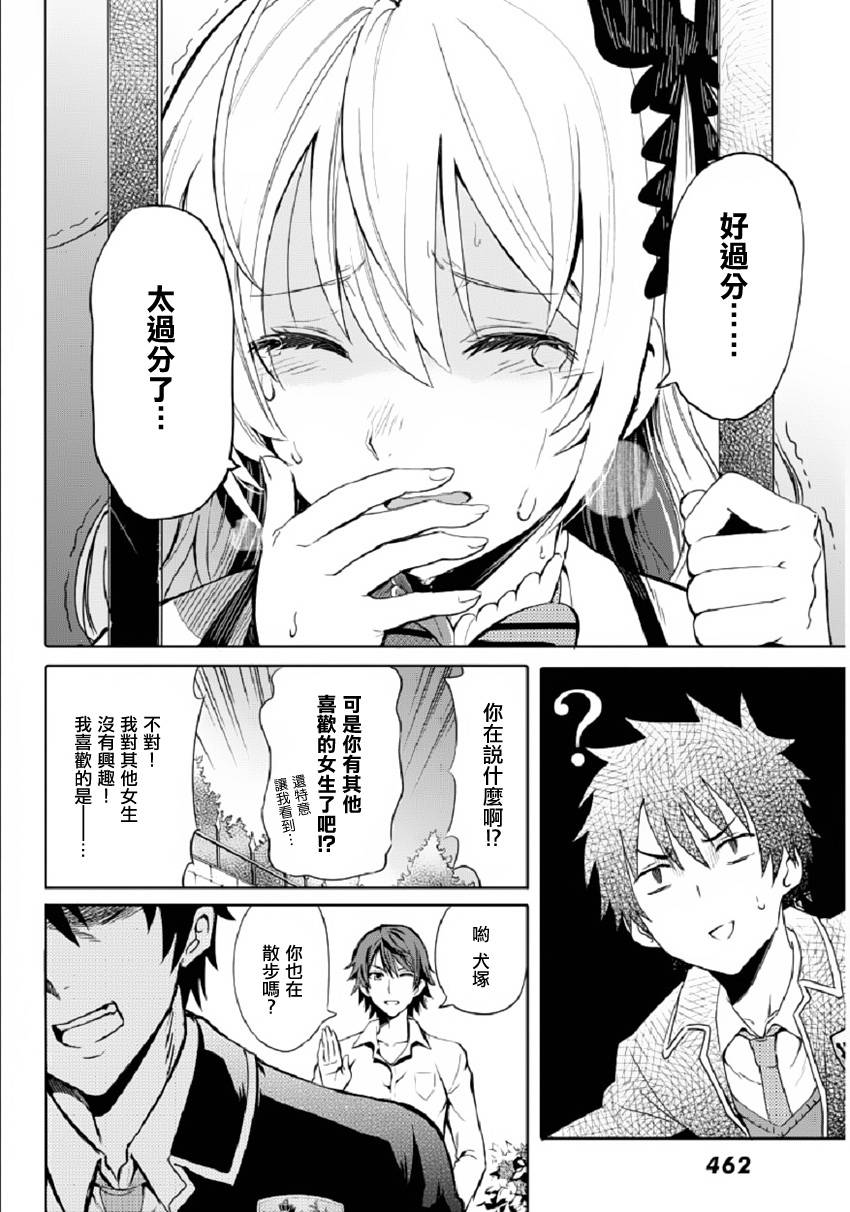 好過分……
太過分了…
?
你在説什麼啊!?
可是你有其他
喜歡的女生了吧!?
還特意
讓我看到…
不對！
我對其他女生
沒有興趣！
我喜歡的是——…
喲 犬塚
你也在
散步嗎？
462